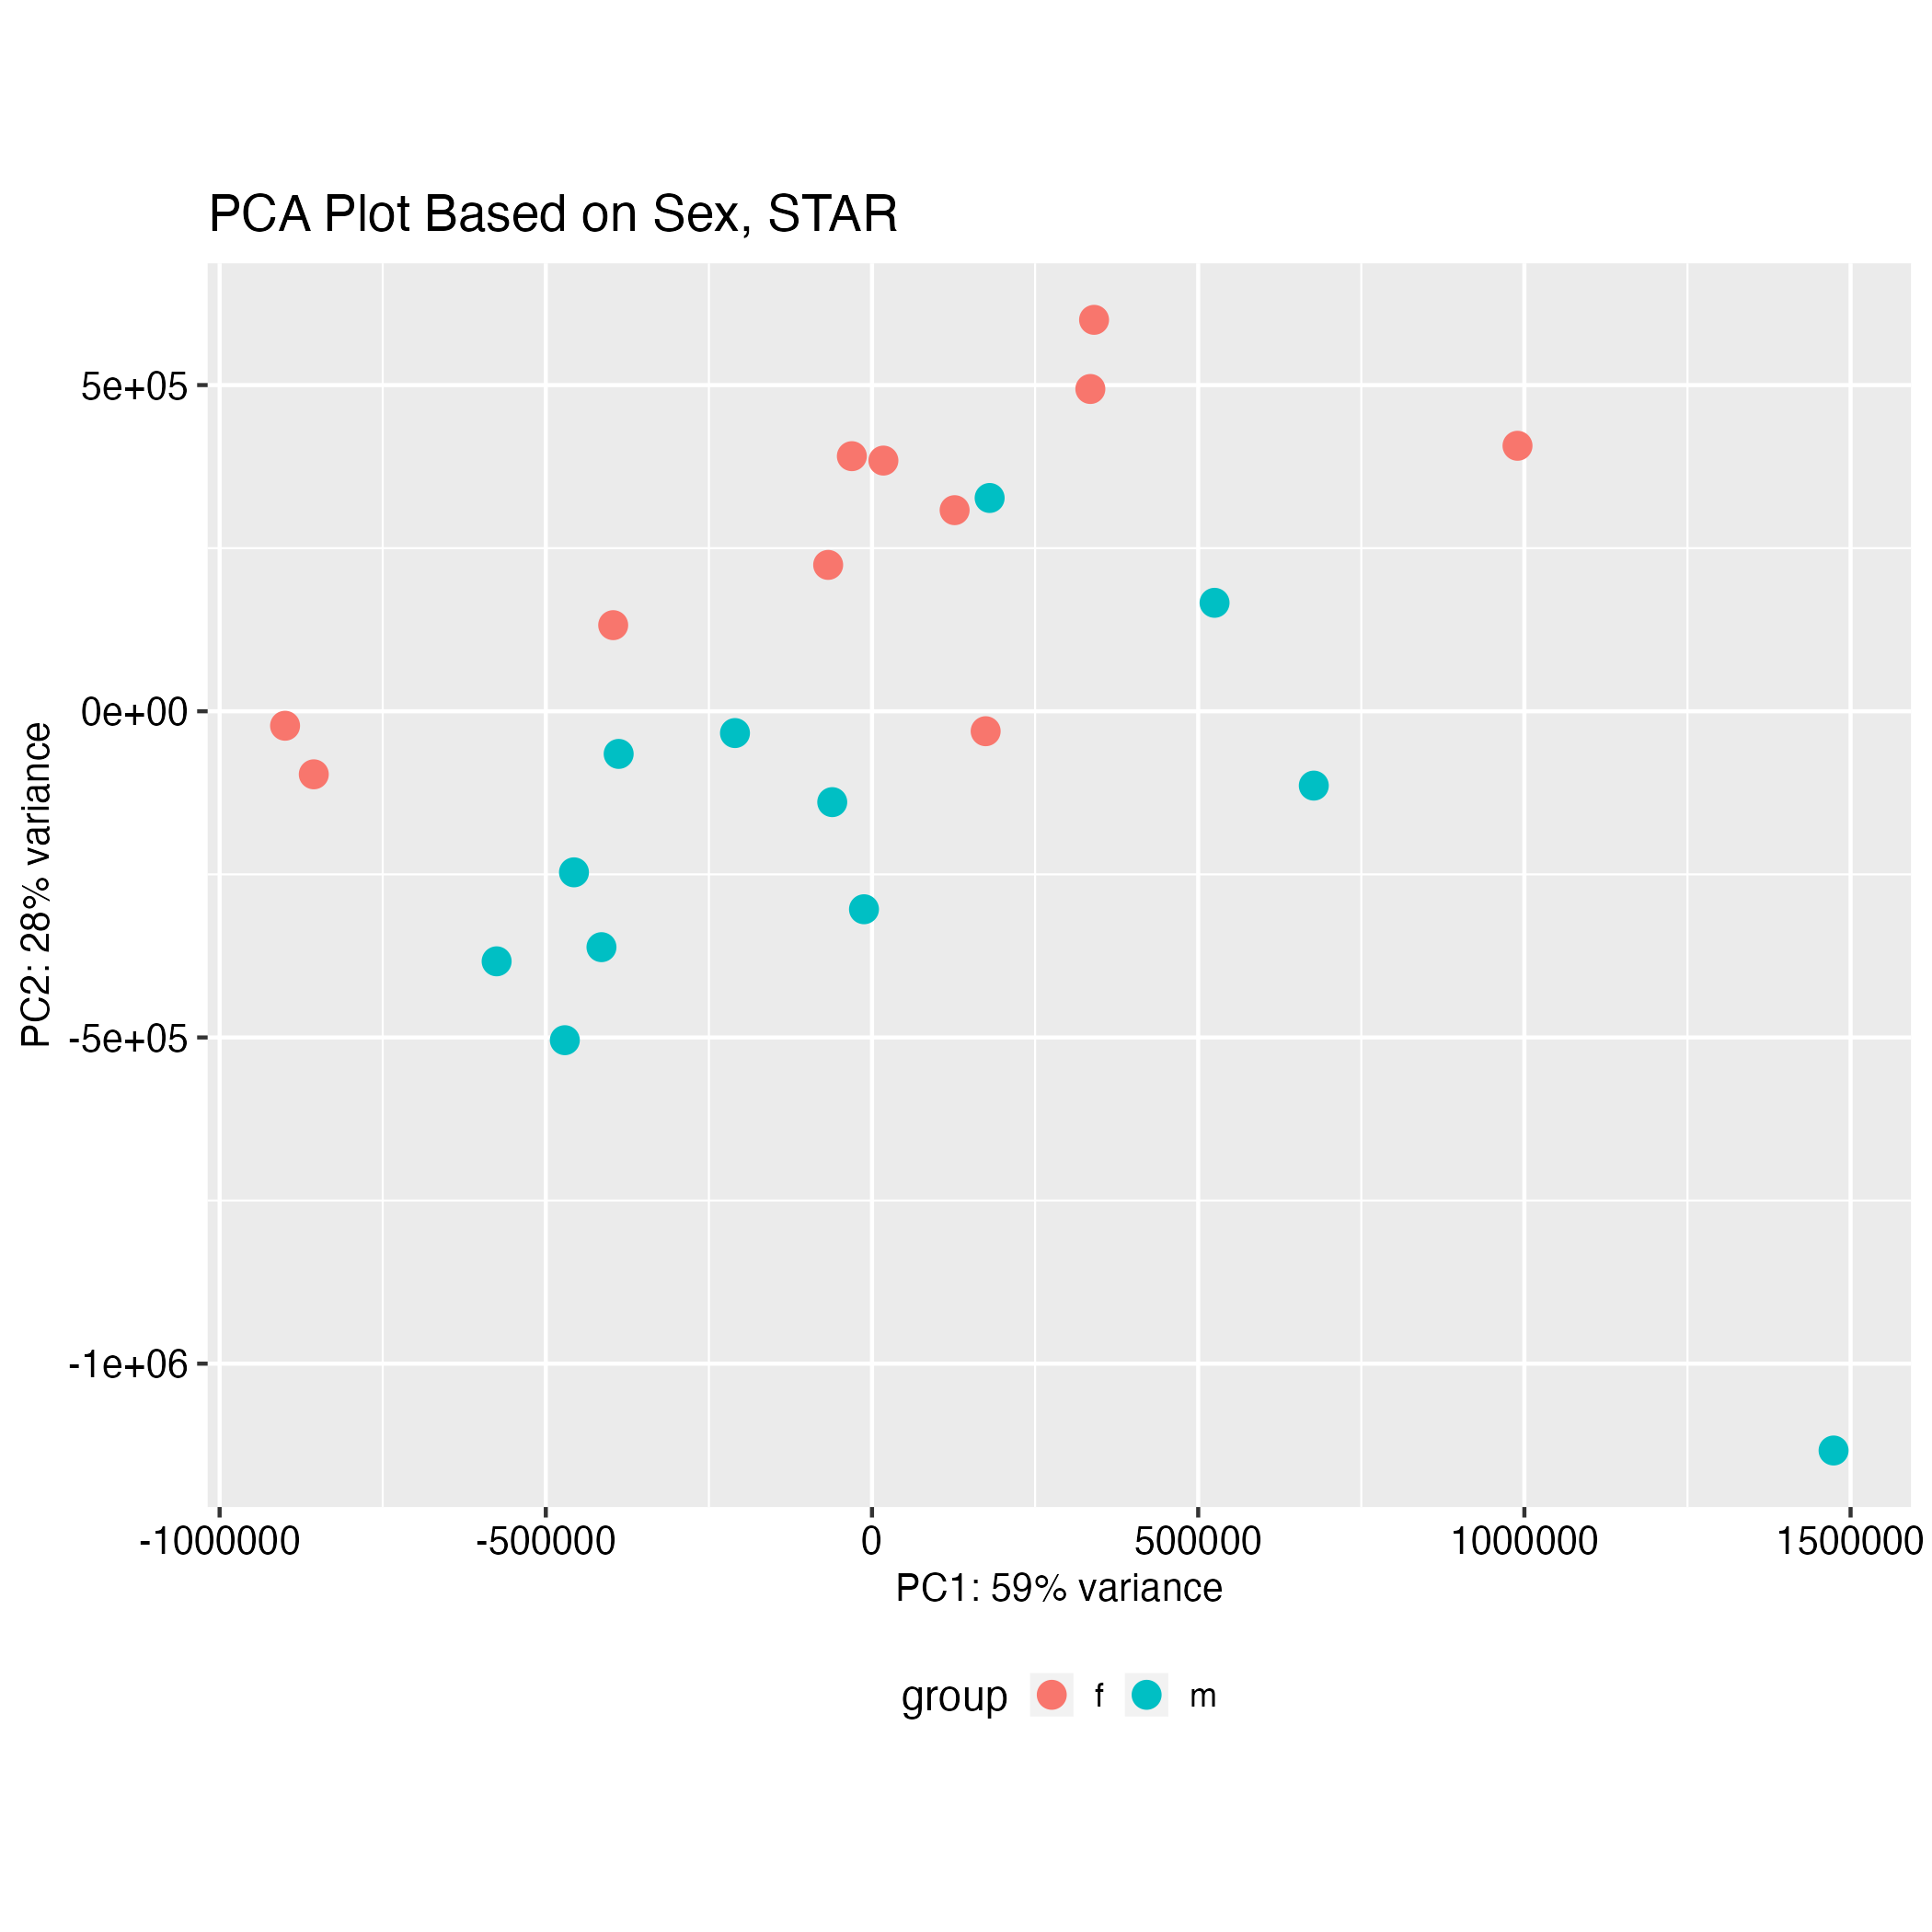 PCA Plot Based on Sex, STAR
5e+05
0e+00
-5e+05
-1e+06
PC2: 28% variance
-1000000 -500000 0 500000 1000000 1500000
PC1: 59% variance
group f m